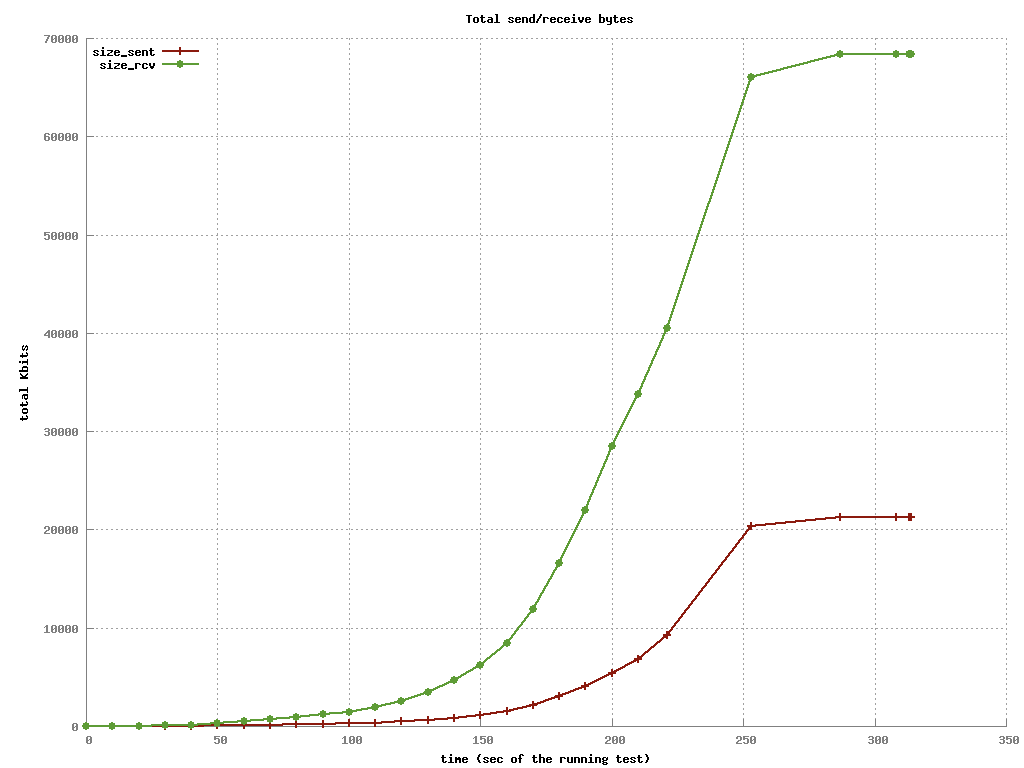 Total send/receive bytes
70000
size_sent
size_rcv
60000
50000
40000
total Kbits
30000
20000
10000
0
0 50 100 150 200 250 300 350
time (sec of the running test)